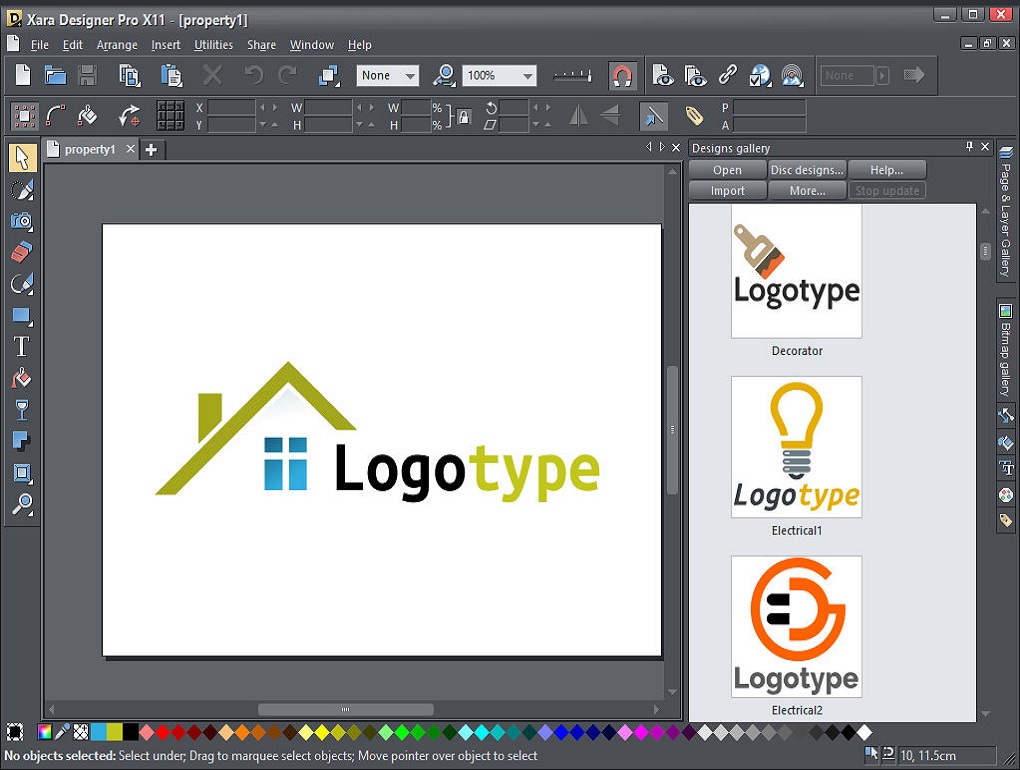 Xara Designer Pro X11 - [property1]
File Edit Arrange Insert Utilities Share Window Help
None 100% None
X W W % P
Y H H % A
property1
Designs gallery
Open Disc designs... Help...
Import More... Stop update
Logotype
Decorator
Logotype
Electrical1
Logotype
Electrical2
Logotype
Page & Layer Gallery
Bitmap gallery
No objects selected: Select under; Drag to marquee select objects; Move pointer over object to select
10, 11.5cm